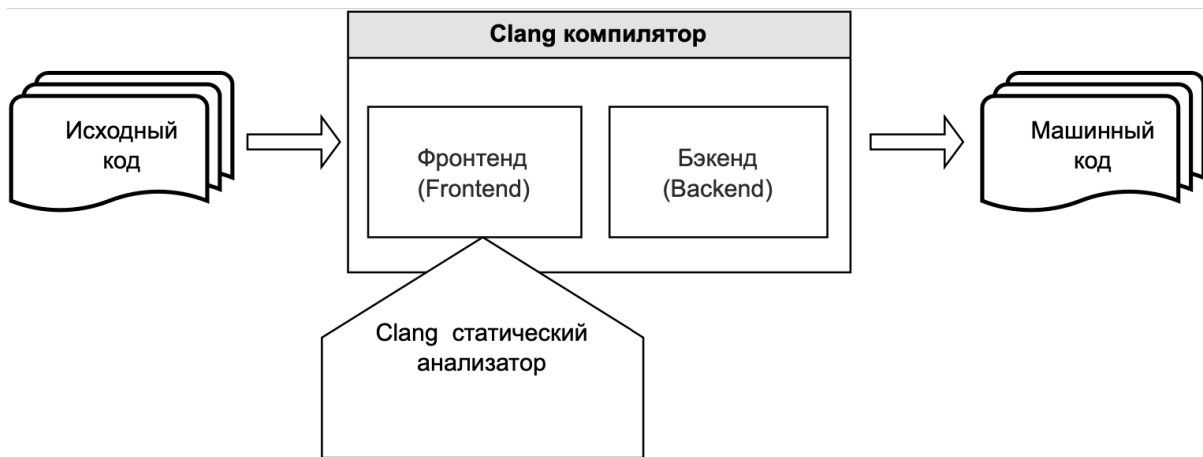 Clang компилятор
Исходный
код
Фронтенд
(Frontend)
Бэкенд
(Backend)
Машинный
код
Clang статический
анализатор